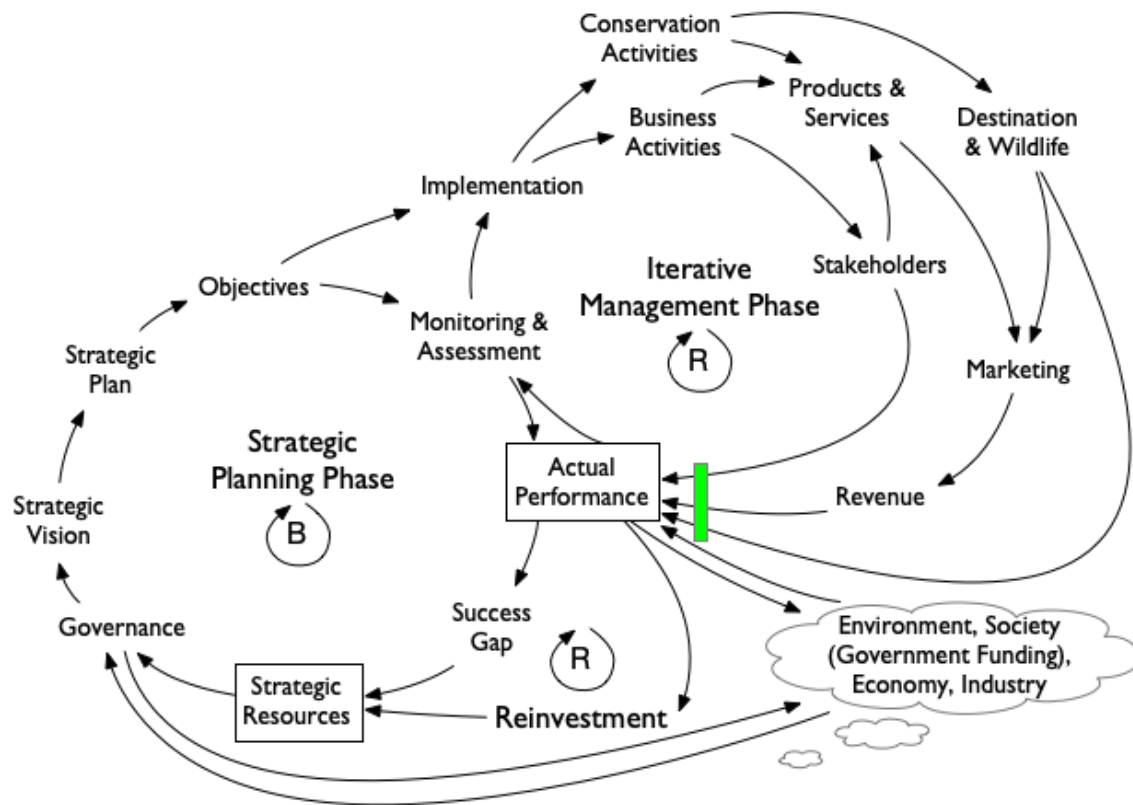 Conservation
Activities
Products &
Services
Business
Activities
Destination
& Wildlife
Implementation
Stakeholders
Iterative
Management Phase
R
Objectives
Monitoring &
Assessment
Strategic
Plan
Marketing
Strategic
Planning Phase
B
Actual
Performance
Revenue
Strategic
Vision
Success
Gap
R
Governance
Environment, Society
(Government Funding),
Economy, Industry
Strategic
Resources
Reinvestment